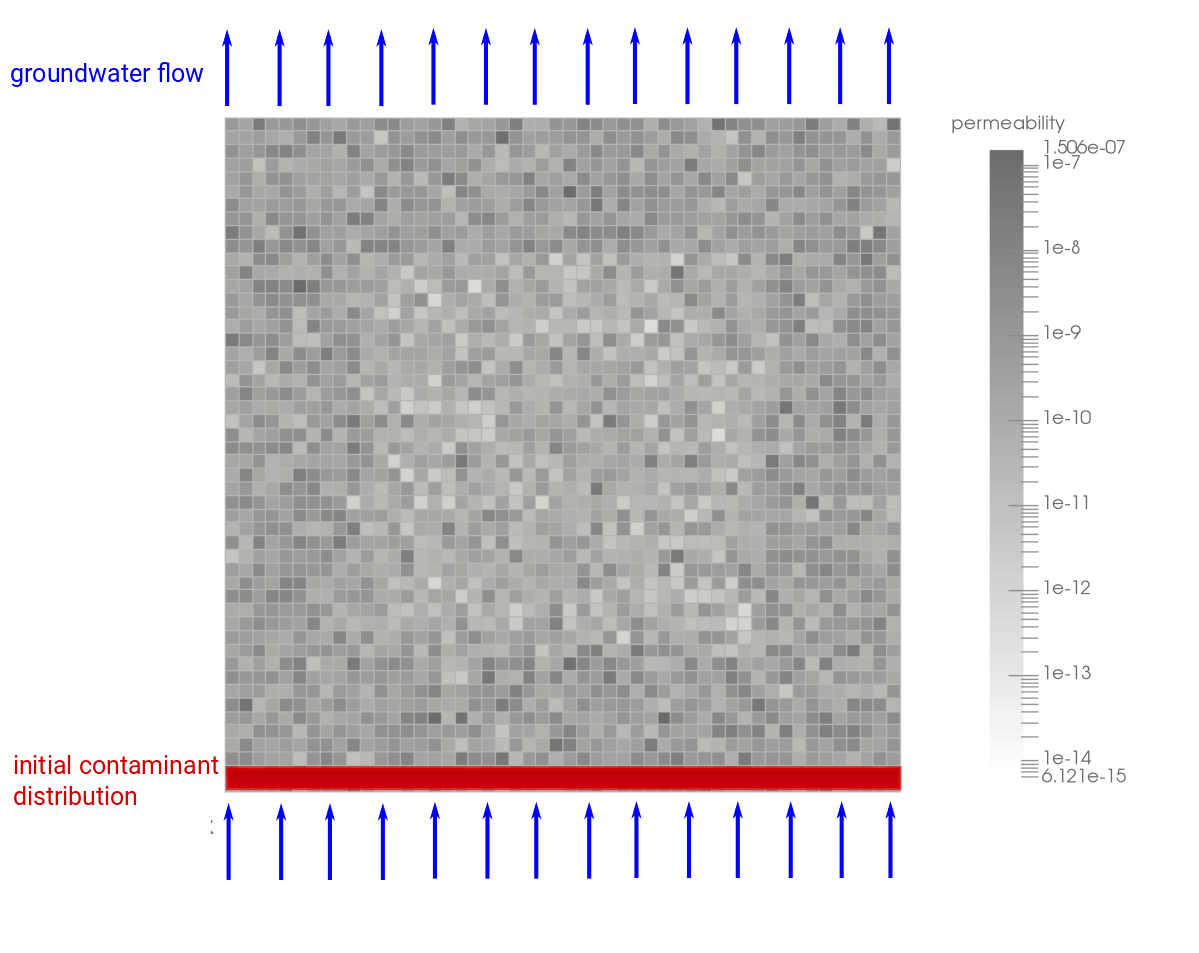 groundwater flow
permeability
1.506e-07
1e-7
1e-8
1e-9
1e-10
1e-11
1e-12
1e-13
1e-14
6.121e-15
initial contaminant
distribution